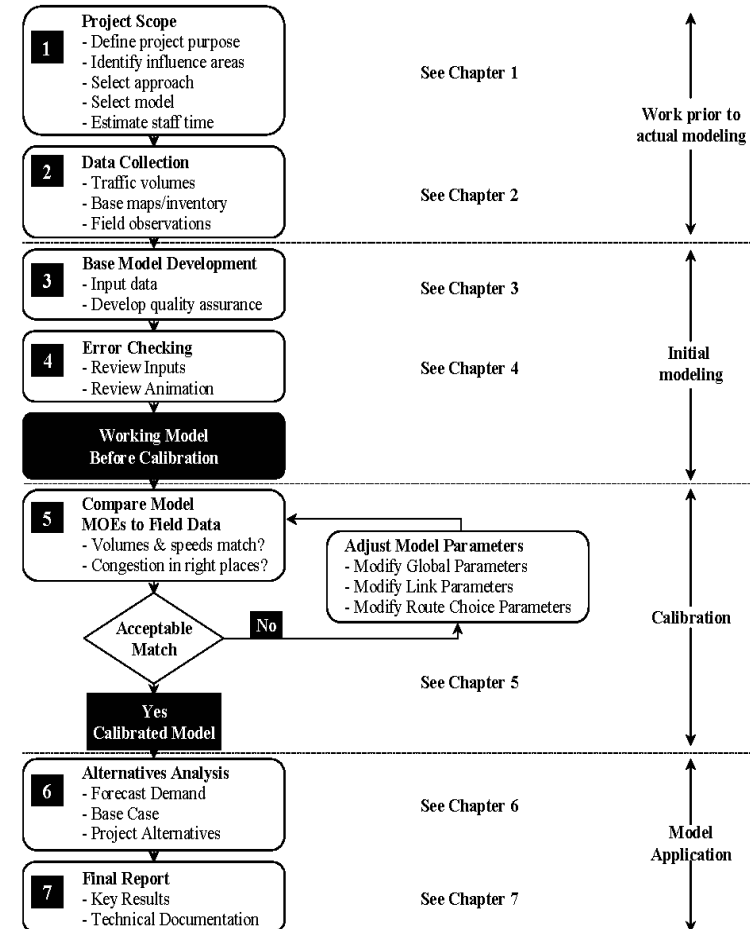 1
Project Scope
- Define project purpose
- Identify influence areas
- Select approach
- Select model
- Estimate staff time
See Chapter 1
Work prior to
actual modeling
2
Data Collection
- Traffic volumes
- Base maps/inventory
- Field observations
See Chapter 2
3
Base Model Development
- Input data
- Develop quality assurance
See Chapter 3
4
Error Checking
- Review Inputs
- Review Animation
See Chapter 4
Initial
modeling
Working Model
Before Calibration
5
Compare Model
MOEs to Field Data
- Volumes & speeds match?
- Congestion in right places?
Adjust Model Parameters
- Modify Global Parameters
- Modify Link Parameters
- Modify Route Choice Parameters
Calibration
Acceptable
Match
No
See Chapter 5
Yes
Calibrated Model
6
Alternatives Analysis
- Forecast Demand
- Base Case
- Project Alternatives
See Chapter 6
Model
Application
7
Final Report
- Key Results
- Technical Documentation
See Chapter 7